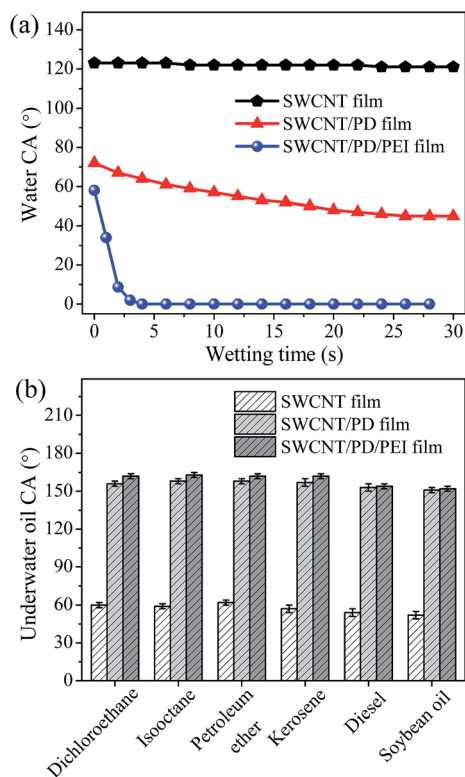 (a)
140
120
100
80
60
40
20
0
Water CA (°)
SWCNT film
SWCNT/PD film
SWCNT/PD/PEI film
0 5 10 15 20 25 30
Wetting time (s)
(b)
210
180
150
120
90
60
30
0
Underwater oil CA (°)
SWCNT film
SWCNT/PD film
SWCNT/PD/PEI film
Dichloroethane
Isooctane
Petroleum
ether
Kerosene
Diesel
Soybean oil